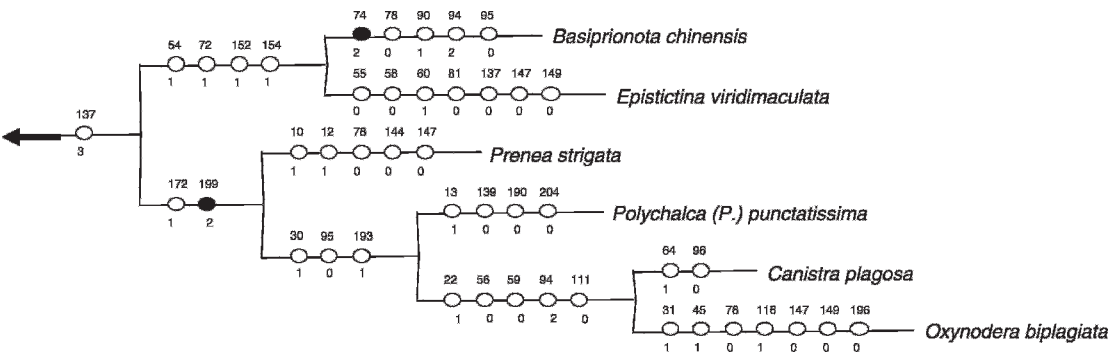 74 78 90 94 95
2 0 1 2 0
Basiprionota chinensis
54 72 152 154
1 1 1 1
55 58 60 81 137 147 149
0 0 1 0 0 0 0
Epistictina viridimaculata
137
3
10 12 78 144 147
1 1 0 0 0
Prenea strigata
172 199
1 2
13 139 190 204
1 0 0 0
Polychalca (P.) punctatissima
30 95 193
1 0 1
64 98
1 0
Canistra plagosa
22 56 59 94 111
1 0 0 2 0
31 45 78 118 147 149 196
1 1 0 1 0 0 0
Oxynodera biplagiata